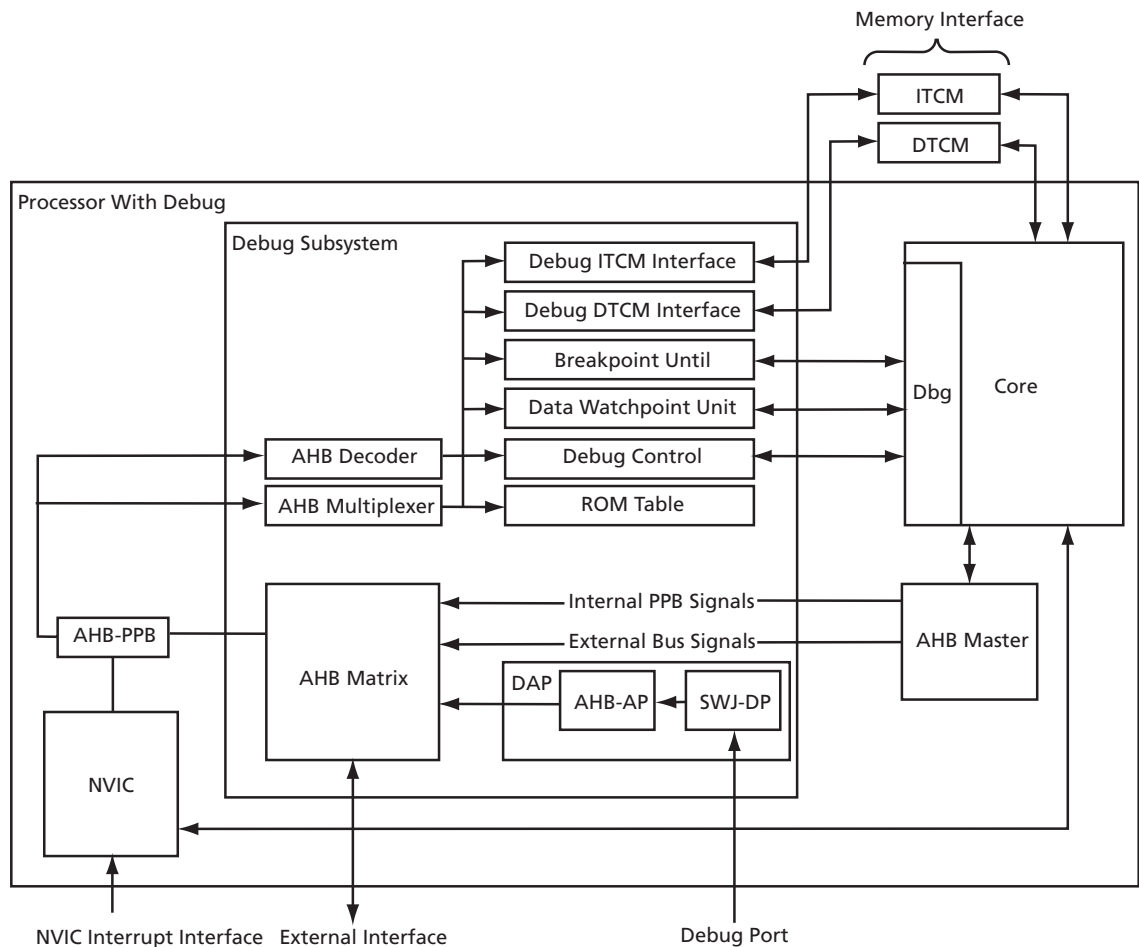 Memory Interface
ITCM
DTCM
Processor With Debug
Debug Subsystem
Debug ITCM Interface
Debug DTCM Interface
Breakpoint Until
Data Watchpoint Unit
Dbg
Core
AHB Decoder
Debug Control
AHB Multiplexer
ROM Table
Internal PPB Signals
AHB-PPB
External Bus Signals
AHB Master
AHB Matrix
DAP
AHB-AP
SWJ-DP
NVIC
NVIC Interrupt Interface
External Interface
Debug Port